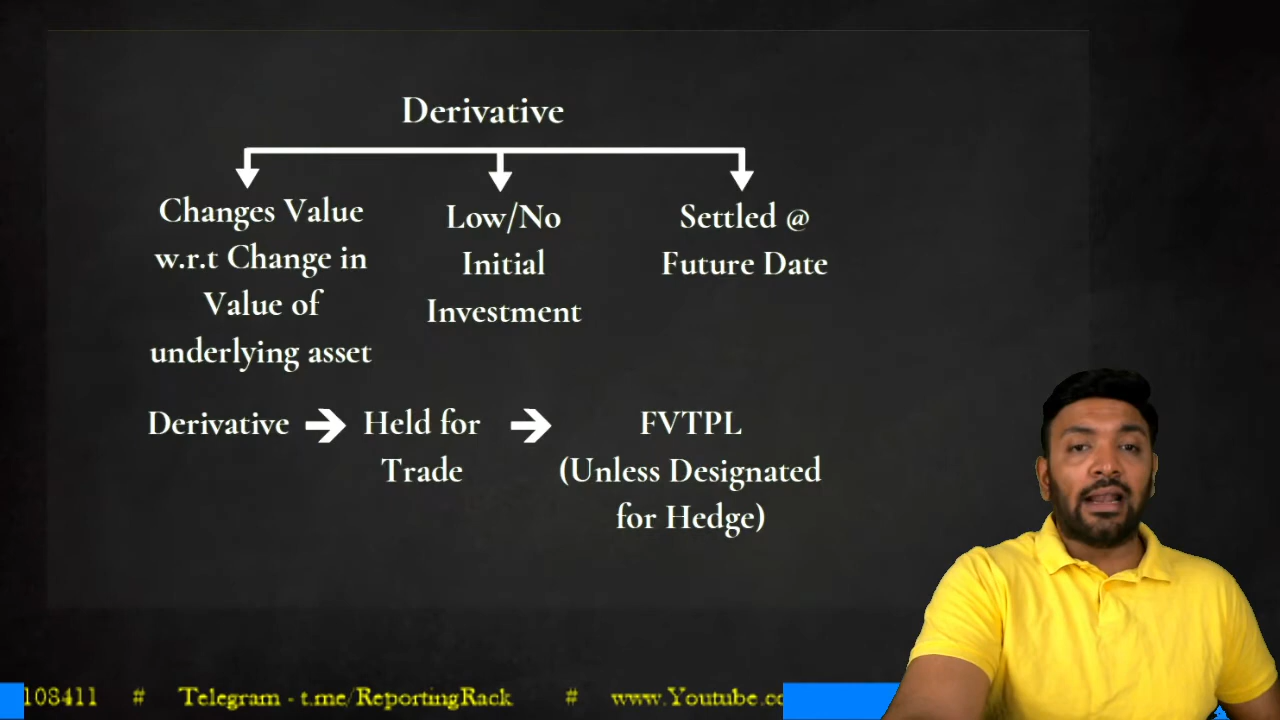 Derivative
Changes Value
w.r.t Change in
Value of
underlying asset
Low/No
Initial
Investment
Settled @
Future Date
Derivative
Held for
Trade
FVTPL
(Unless Designated
for Hedge)
108411 # Telegram - t.me/ReportingRack # www.Youtube.co